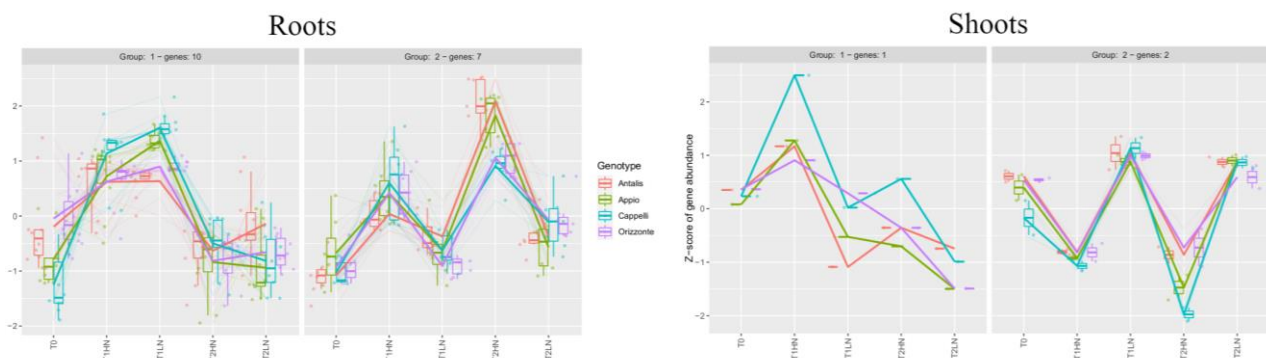 Roots
Group: 1 − genes: 10
Group: 2 − genes: 7
2
1
0
−1
−2
T0
T1HN
T1LN
T2HN
T2LN
T0
T1HN
T1LN
T2HN
T2LN
Genotype
Antalis
Appio
Cappelli
Orizzonte
Shoots
Group: 1 − genes: 1
Group: 2 − genes: 2
Z−score of gene abundance
2
1
0
−1
−2
T0
T1HN
T1LN
T2HN
T2LN
T0
T1HN
T1LN
T2HN
T2LN